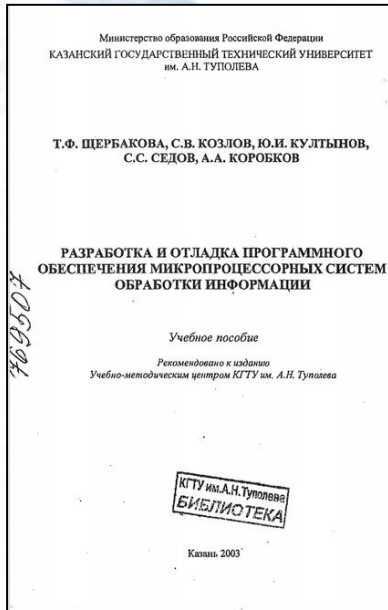 Министерство образования Российской Федерации
КАЗАНСКИЙ ГОСУДАРСТВЕННЫЙ ТЕХНИЧЕСКИЙ УНИВЕРСИТЕТ
им. А.Н. ТУПОЛЕВА
Т.Ф. ЩЕРБАКОВА, С.В. КОЗЛОВ, Ю.И. КУЛТЫНОВ,
С.С. СЕДОВ, А.А. КОРОБКОВ
РАЗРАБОТКА И ОТЛАДКА ПРОГРАММНОГО
ОБЕСПЕЧЕНИЯ МИКРОПРОЦЕССОРНЫХ СИСТЕМ
ОБРАБОТКИ ИНФОРМАЦИИ
769507
Учебное пособие
Рекомендовано к изданию
Учебно-методическим центром КГТУ им. А.Н. Туполева
КГТУ им.А.Н.Туполева
БИБЛИОТЕКА
Казань 2003